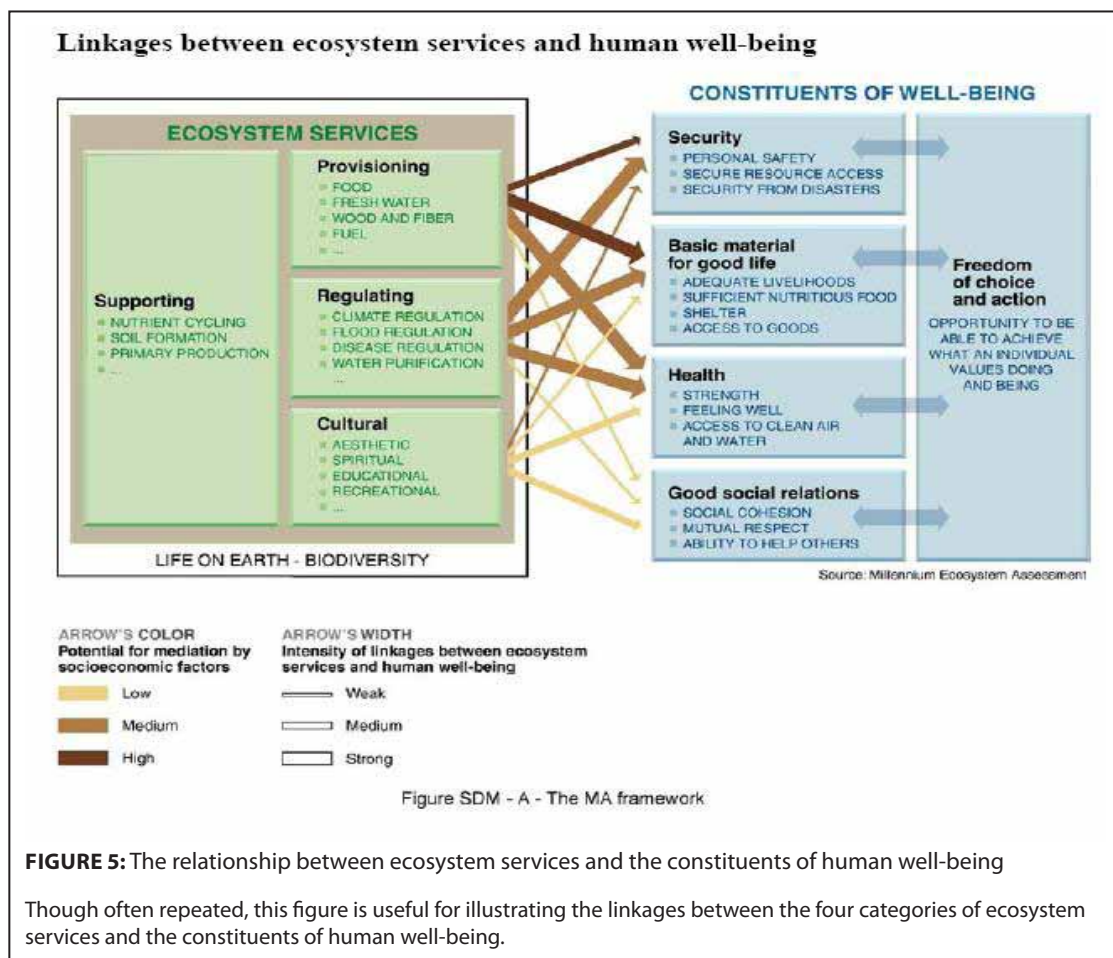 Linkages between ecosystem services and human well-being
CONSTITUENTS OF WELL-BEING
ECOSYSTEM SERVICES
Supporting
NUTRIENT CYCLING
SOIL FORMATION
PRIMARY PRODUCTION
...
Provisioning
FOOD
FRESH WATER
WOOD AND FIBER
FUEL
...
Regulating
CLIMATE REGULATION
FLOOD REGULATION
DISEASE REGULATION
WATER PURIFICATION
...
Cultural
AESTHETIC
SPIRITUAL
EDUCATIONAL
RECREATIONAL
...
LIFE ON EARTH - BIODIVERSITY
Security
PERSONAL SAFETY
SECURE RESOURCE ACCESS
SECURITY FROM DISASTERS
Basic material
for good life
ADEQUATE LIVELIHOODS
SUFFICIENT NUTRITIOUS FOOD
SHELTER
ACCESS TO GOODS
Health
STRENGTH
FEELING WELL
ACCESS TO CLEAN AIR
AND WATER
Good social relations
SOCIAL COHESION
MUTUAL RESPECT
ABILITY TO HELP OTHERS
Freedom
of choice
and action
OPPORTUNITY TO BE
ABLE TO ACHIEVE
WHAT AN INDIVIDUAL
VALUES DOING
AND BEING
Source: Millennium Ecosystem Assessment
ARROW'S COLOR
Potential for mediation by
socioeconomic factors
Low
Medium
High
ARROW'S WIDTH
Intensity of linkages between ecosystem
services and human well-being
Weak
Medium
Strong
Figure SDM - A - The MA framework
FIGURE 5: The relationship between ecosystem services and the constituents of human well-being
Though often repeated, this figure is useful for illustrating the linkages between the four categories of ecosystem
services and the constituents of human well-being.